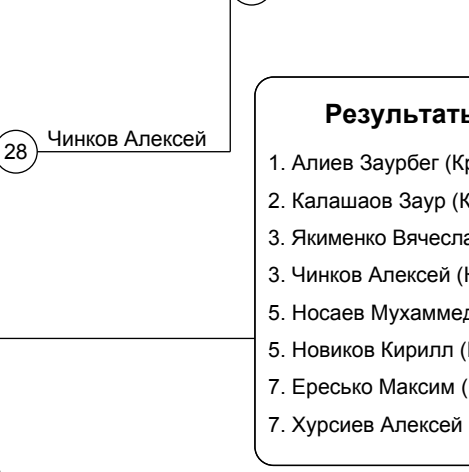 28
Чинков Алексей
1. Алиев Заурбег
2. Калашаов Заур
3. Якименко
3. Чинков Алексей
5. Носаев
5. Новиков Кирилл
7. Ересько Максим
7. Хурсиев Алексей